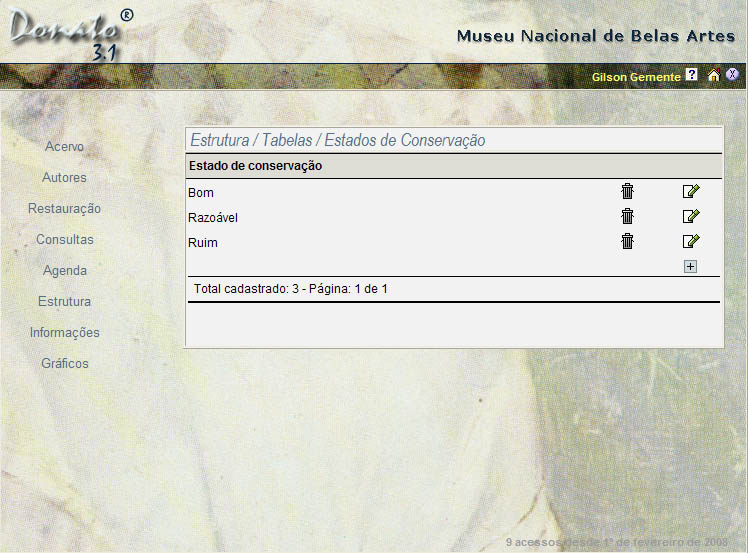 Donato®
3.1
Museu Nacional de Belas Artes
Gilson Gemente ? X
Acervo
Autores
Restauração
Consultas
Agenda
Estrutura
Informações
Gráficos
Estrutura / Tabelas / Estados de Conservação
Estado de conservação
Bom
Razoável
Ruim
+
Total cadastrado: 3 - Página: 1 de 1
9 acessos desde 1º de fevereiro de 2008